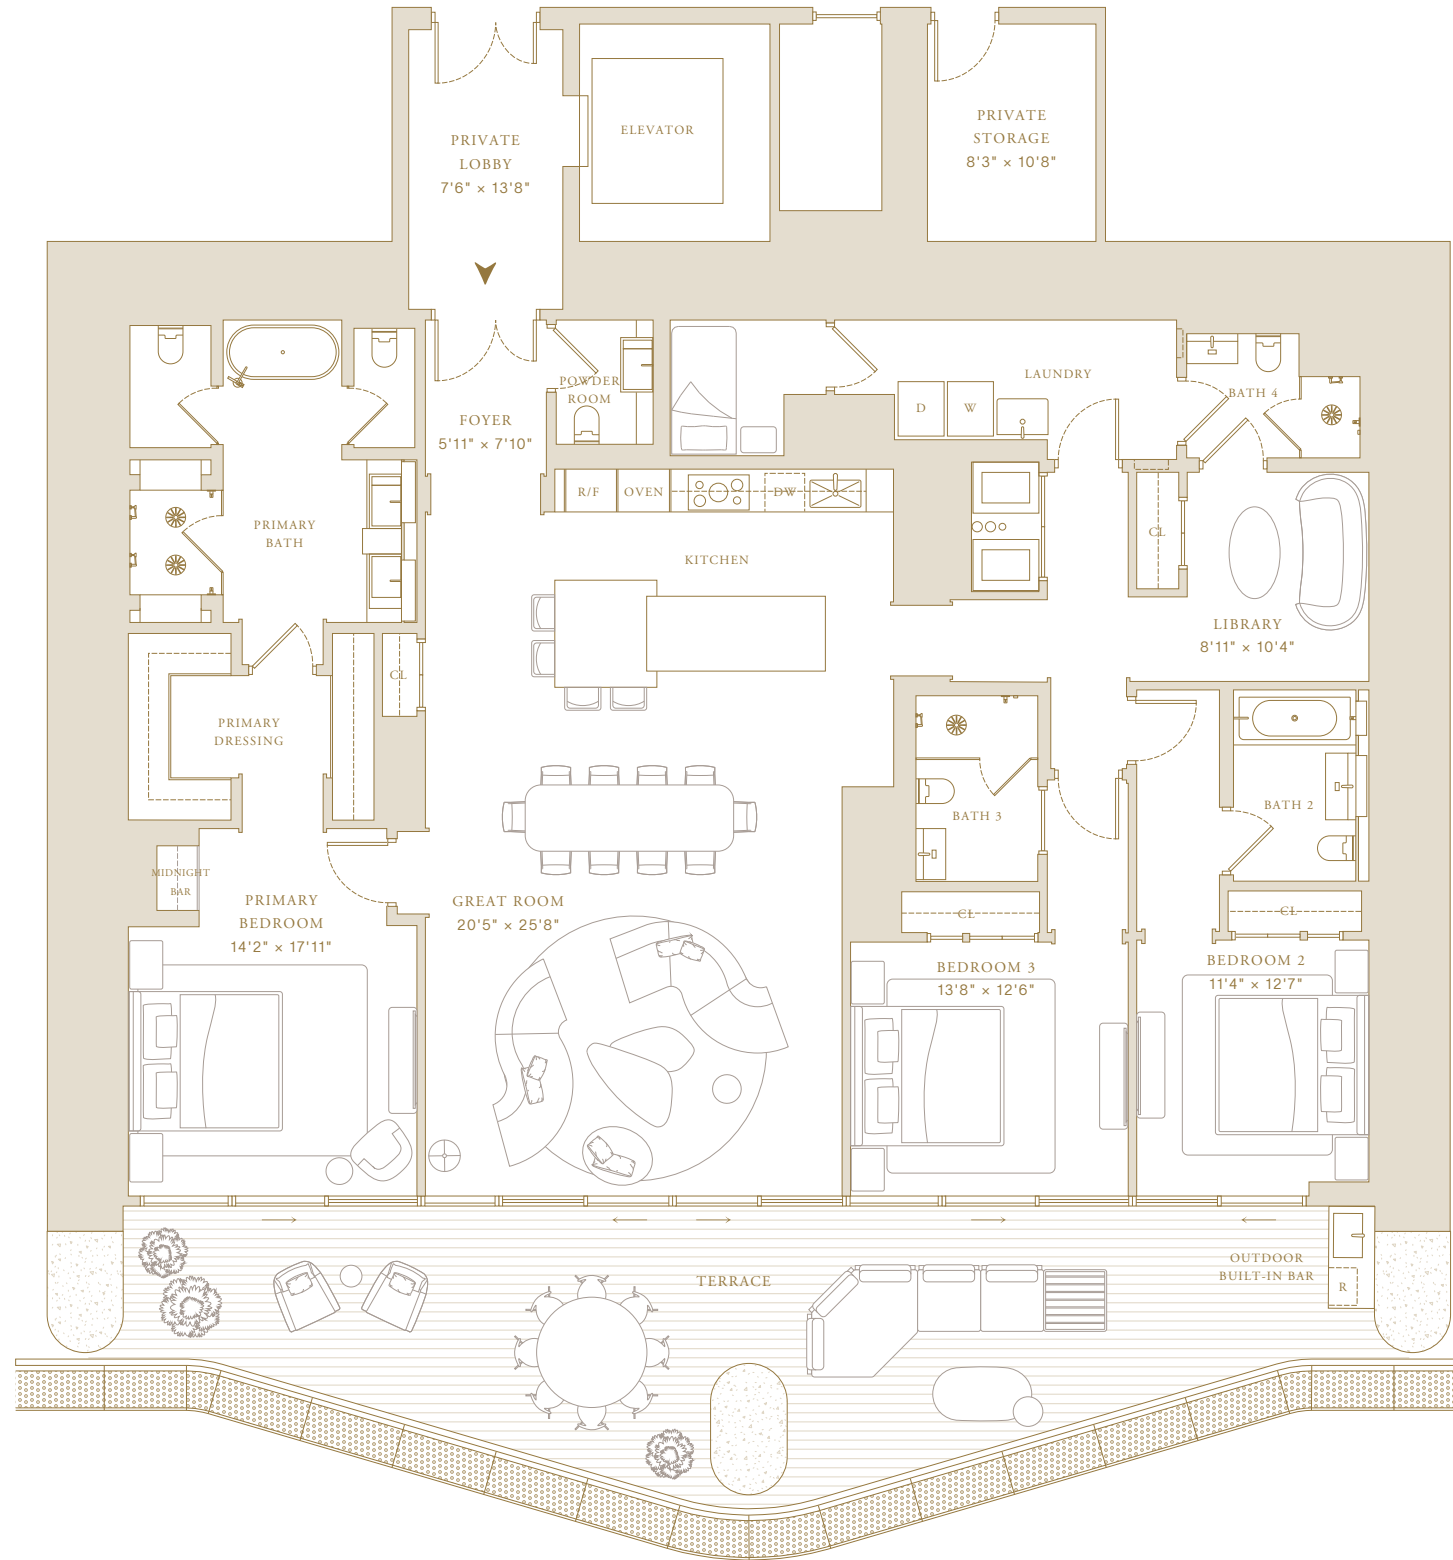 PRIVATE
LOBBY
7'6" × 13'8"
ELEVATOR
PRIVATE
STORAGE
8'3" × 10'8"
POWDER
ROOM
FOYER
5'11" × 7'10"
LAUNDRY
D
W
BATH 4
R/F
OVEN
DW
KITCHEN
PRIMARY
BATH
CL
LIBRARY
8'11" × 10'4"
CL
PRIMARY
DRESSING
BATH 3
BATH 2
MIDNIGHT
BAR
PRIMARY
BEDROOM
14'2" × 17'11"
GREAT ROOM
20'5" × 25'8"
CL
CL
BEDROOM 3
13'8" × 12'6"
BEDROOM 2
11'4" × 12'7"
TERRACE
OUTDOOR
BUILT-IN BAR
R